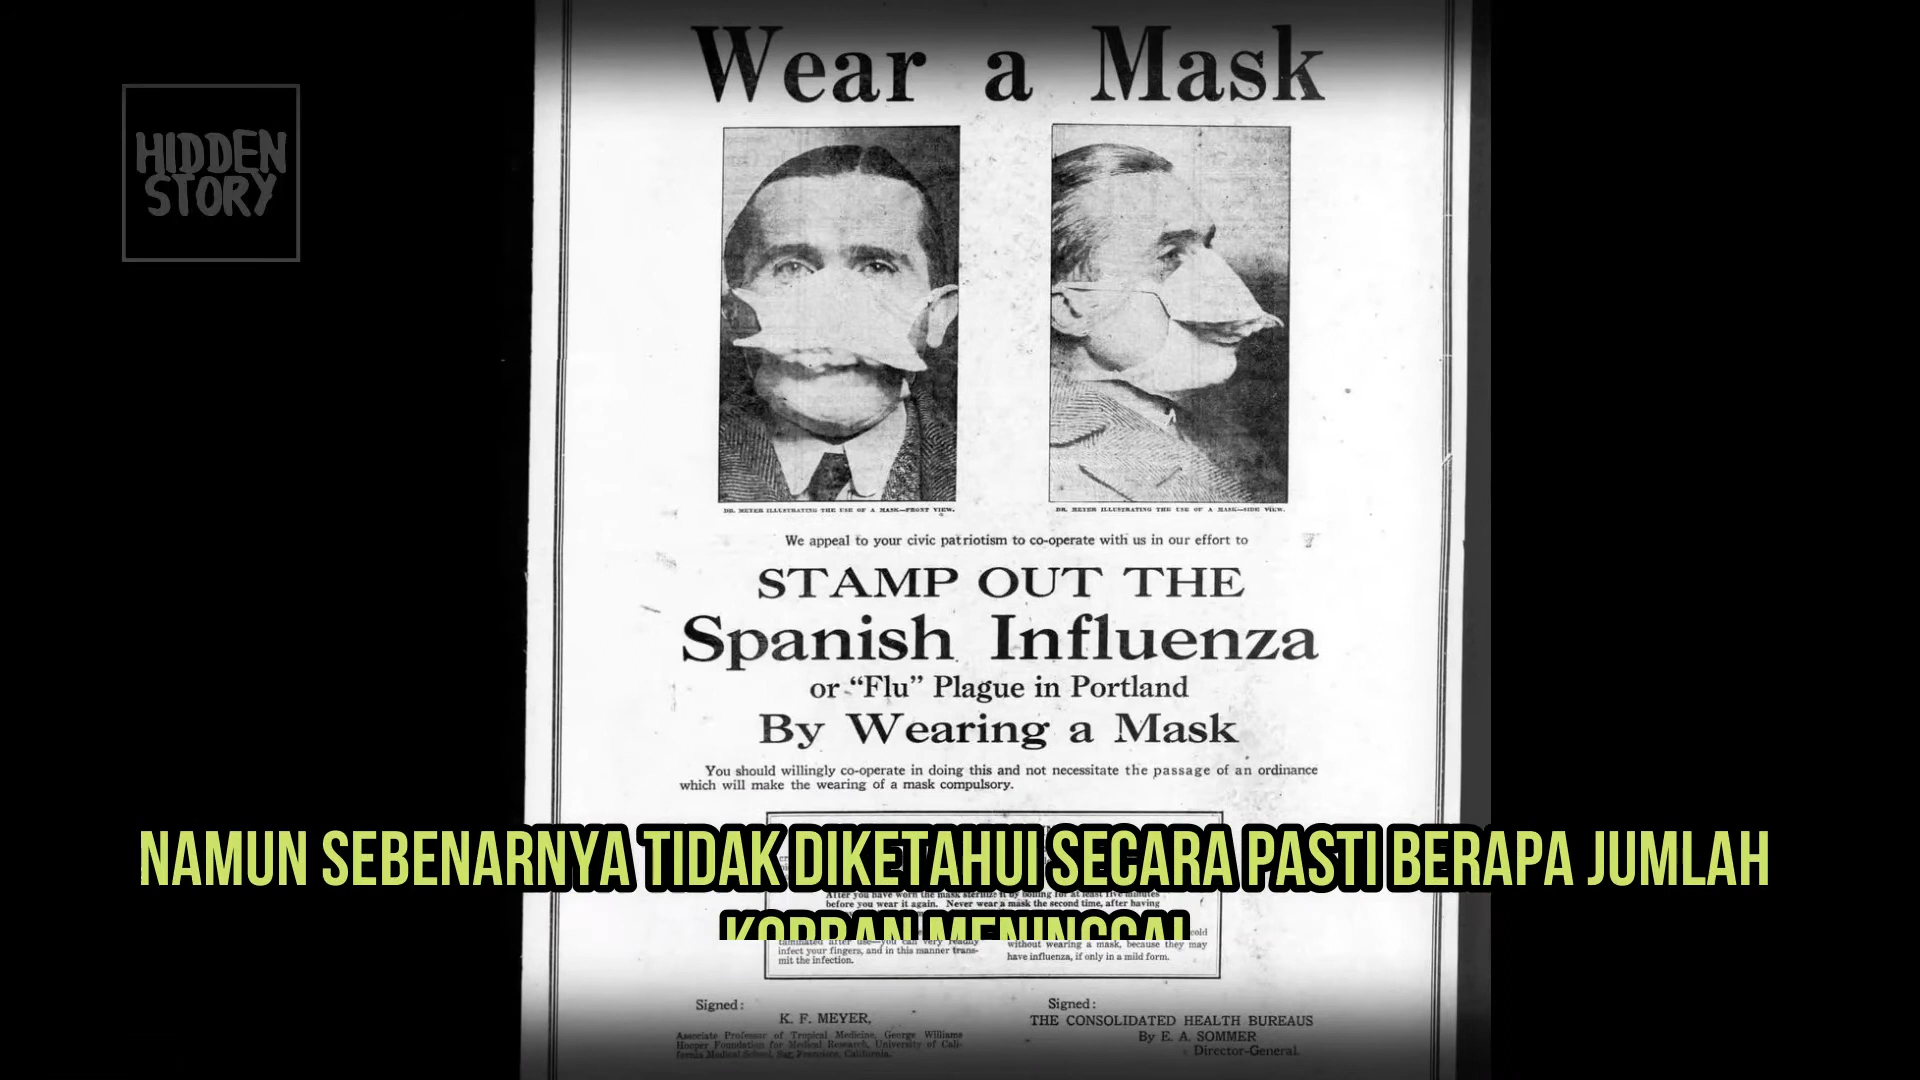 HIDDEN
STORY
Wear a Mask
DR. MEYER ILLUSTRATING THE USE OF A MASK—FRONT VIEW.
DR. MEYER ILLUSTRATING THE USE OF A MASK—SIDE VIEW.
We appeal to your civic patriotism to co-operate with us in our effort to
STAMP OUT THE
Spanish Influenza
or "Flu" Plague in Portland
By Wearing a Mask
You should willingly co-operate in doing this and not necessitate the passage of an ordinance
which will make the wearing of a mask compulsory.
NAMUN SEBENARNYA TIDAK DIKETAHUI SECARA PASTI BERAPA JUMLAH
After you have worn the mask sterilize it by boiling for at least five minutes
before you wear it again. Never wear a mask the second time, after having
KORBAN MENINGGAL
taminated after use—you can very readily
infect your fingers, and in this manner trans-
mit the infection.
cold
without wearing a mask, because they may
have influenza, if only in a mild form.
Signed:
K. F. MEYER,
Associate Professor of Tropical Medicine, George Williams
Hooper Foundation for Medical Research, University of Cali-
fornia Medical School, San Francisco, California.
Signed:
THE CONSOLIDATED HEALTH BUREAUS
By E. A. SOMMER
Director-General.